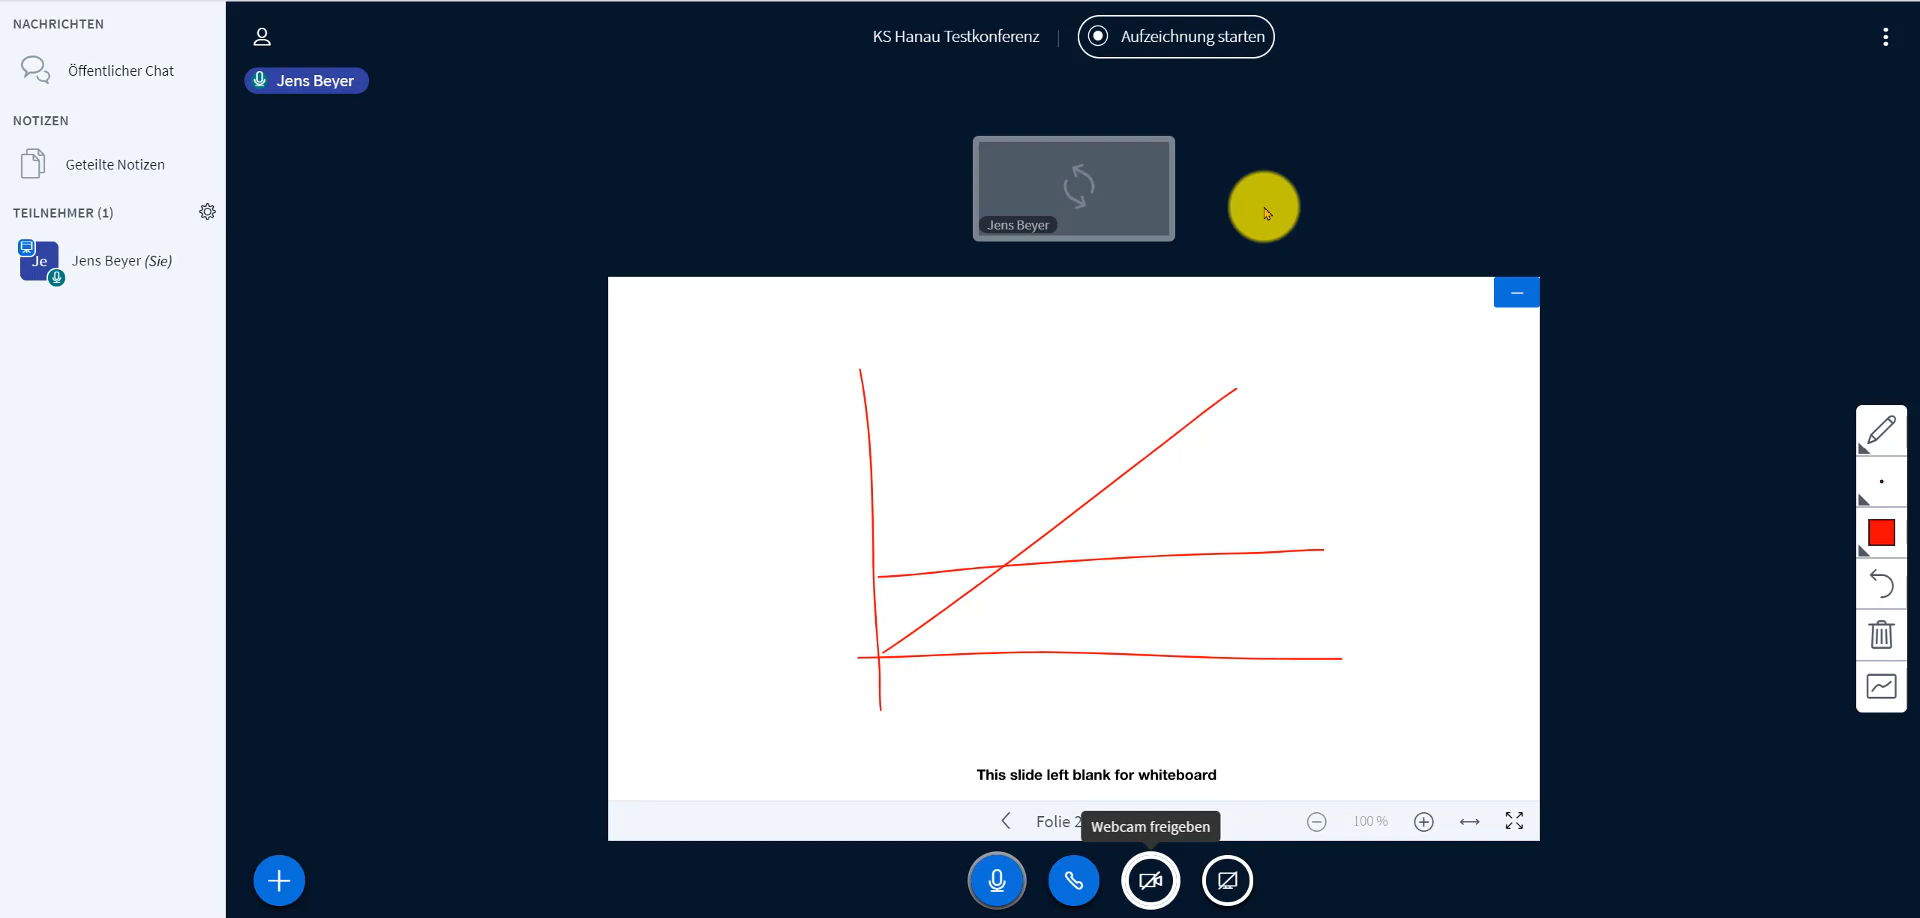 NACHRICHTEN
Öffentlicher Chat
NOTIZEN
Geteilte Notizen
TEILNEHMER (1)
Je
Jens Beyer (Sie)
KS Hanau Testkonferenz
Aufzeichnung starten
Jens Beyer
Jens Beyer
This slide left blank for whiteboard
Folie 2
100 %
Webcam freigeben